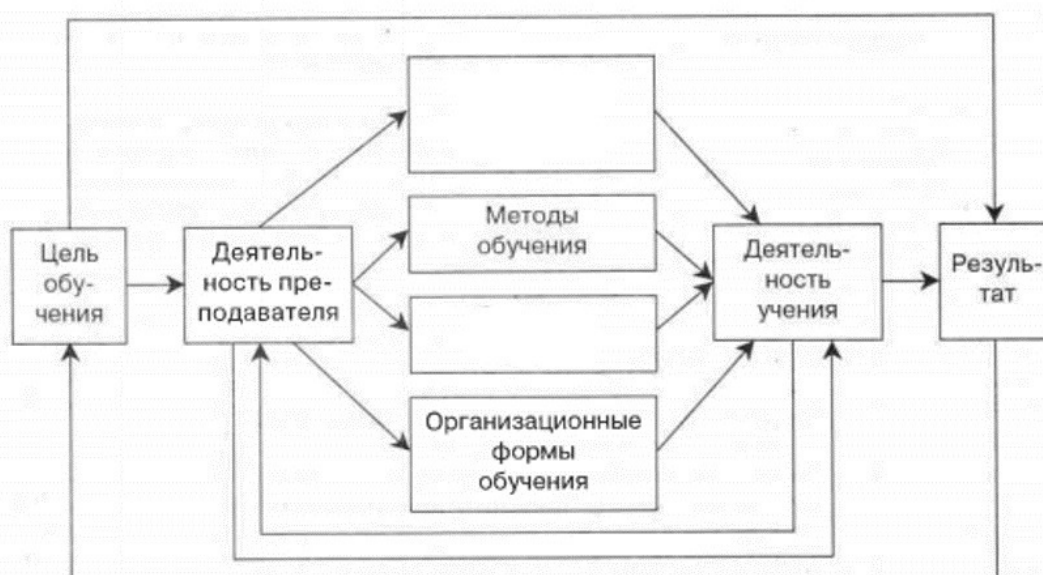 Цель
обу-
чения
Деятель-
ность пре-
подавателя
Методы
обучения
Организационные
формы
обучения
Деятель-
ность
учения
Резуль-
тат